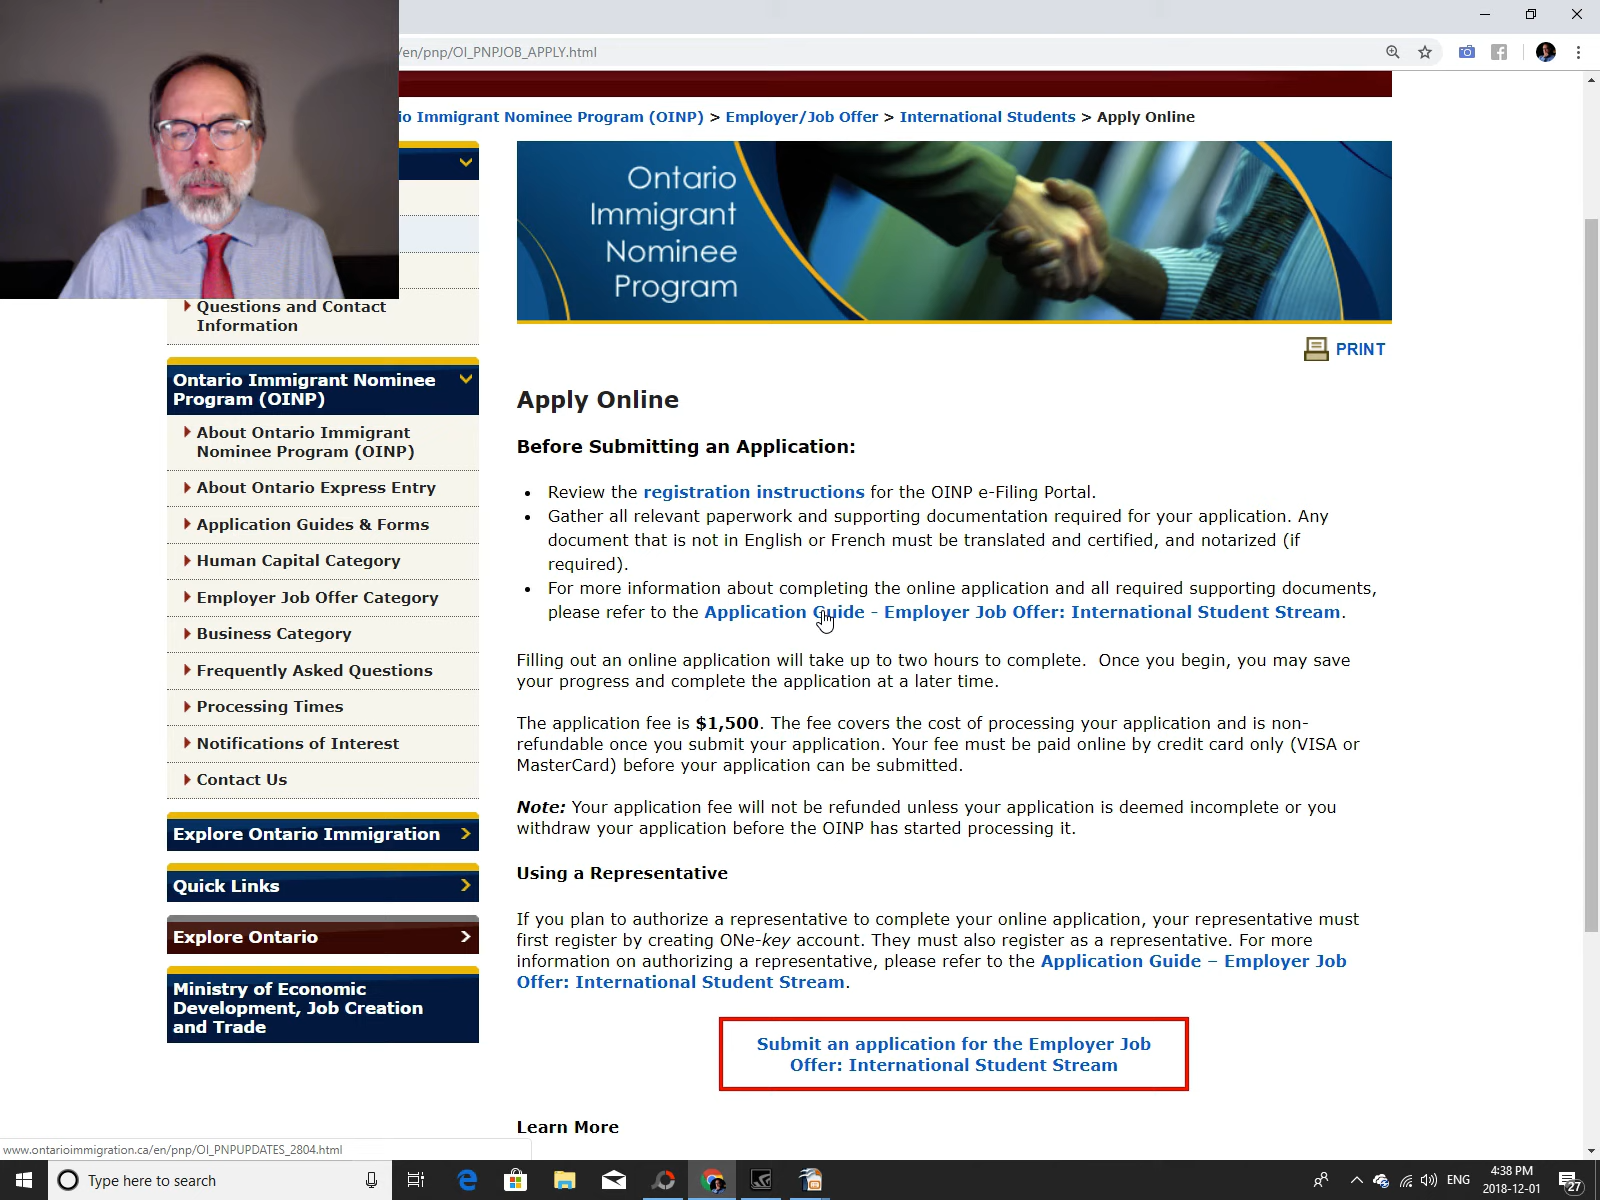 /en/pnp/OI_PNPJOB_APPLY.html
io Immigrant Nominee Program (OINP) > Employer/Job Offer > International Students > Apply Online
Ontario
Immigrant
Nominee
Program
PRINT
Questions and Contact
Information
Ontario Immigrant Nominee
Program (OINP)
About Ontario Immigrant
Nominee Program (OINP)
About Ontario Express Entry
Application Guides & Forms
Human Capital Category
Employer Job Offer Category
Business Category
Frequently Asked Questions
Processing Times
Notifications of Interest
Contact Us
Explore Ontario Immigration
Quick Links
Explore Ontario
Ministry of Economic
Development, Job Creation
and Trade
Apply Online
Before Submitting an Application:
• Review the registration instructions for the OINP e-Filing Portal.
• Gather all relevant paperwork and supporting documentation required for your application. Any
document that is not in English or French must be translated and certified, and notarized (if
required).
• For more information about completing the online application and all required supporting documents,
please refer to the Application Guide - Employer Job Offer: International Student Stream.
Filling out an online application will take up to two hours to complete.  Once you begin, you may save
your progress and complete the application at a later time.
The application fee is $1,500. The fee covers the cost of processing your application and is non-
refundable once you submit your application. Your fee must be paid online by credit card only (VISA or
MasterCard) before your application can be submitted.
Note: Your application fee will not be refunded unless your application is deemed incomplete or you
withdraw your application before the OINP has started processing it.
Using a Representative
If you plan to authorize a representative to complete your online application, your representative must
first register by creating ONe-key account. They must also register as a representative. For more
information on authorizing a representative, please refer to the Application Guide – Employer Job
Offer: International Student Stream.
Submit an application for the Employer Job
Offer: International Student Stream
Learn More
www.ontarioimmigration.ca/en/pnp/OI_PNPUPDATES_2804.html
Type here to search
ENG
4:38 PM
2018-12-01
27